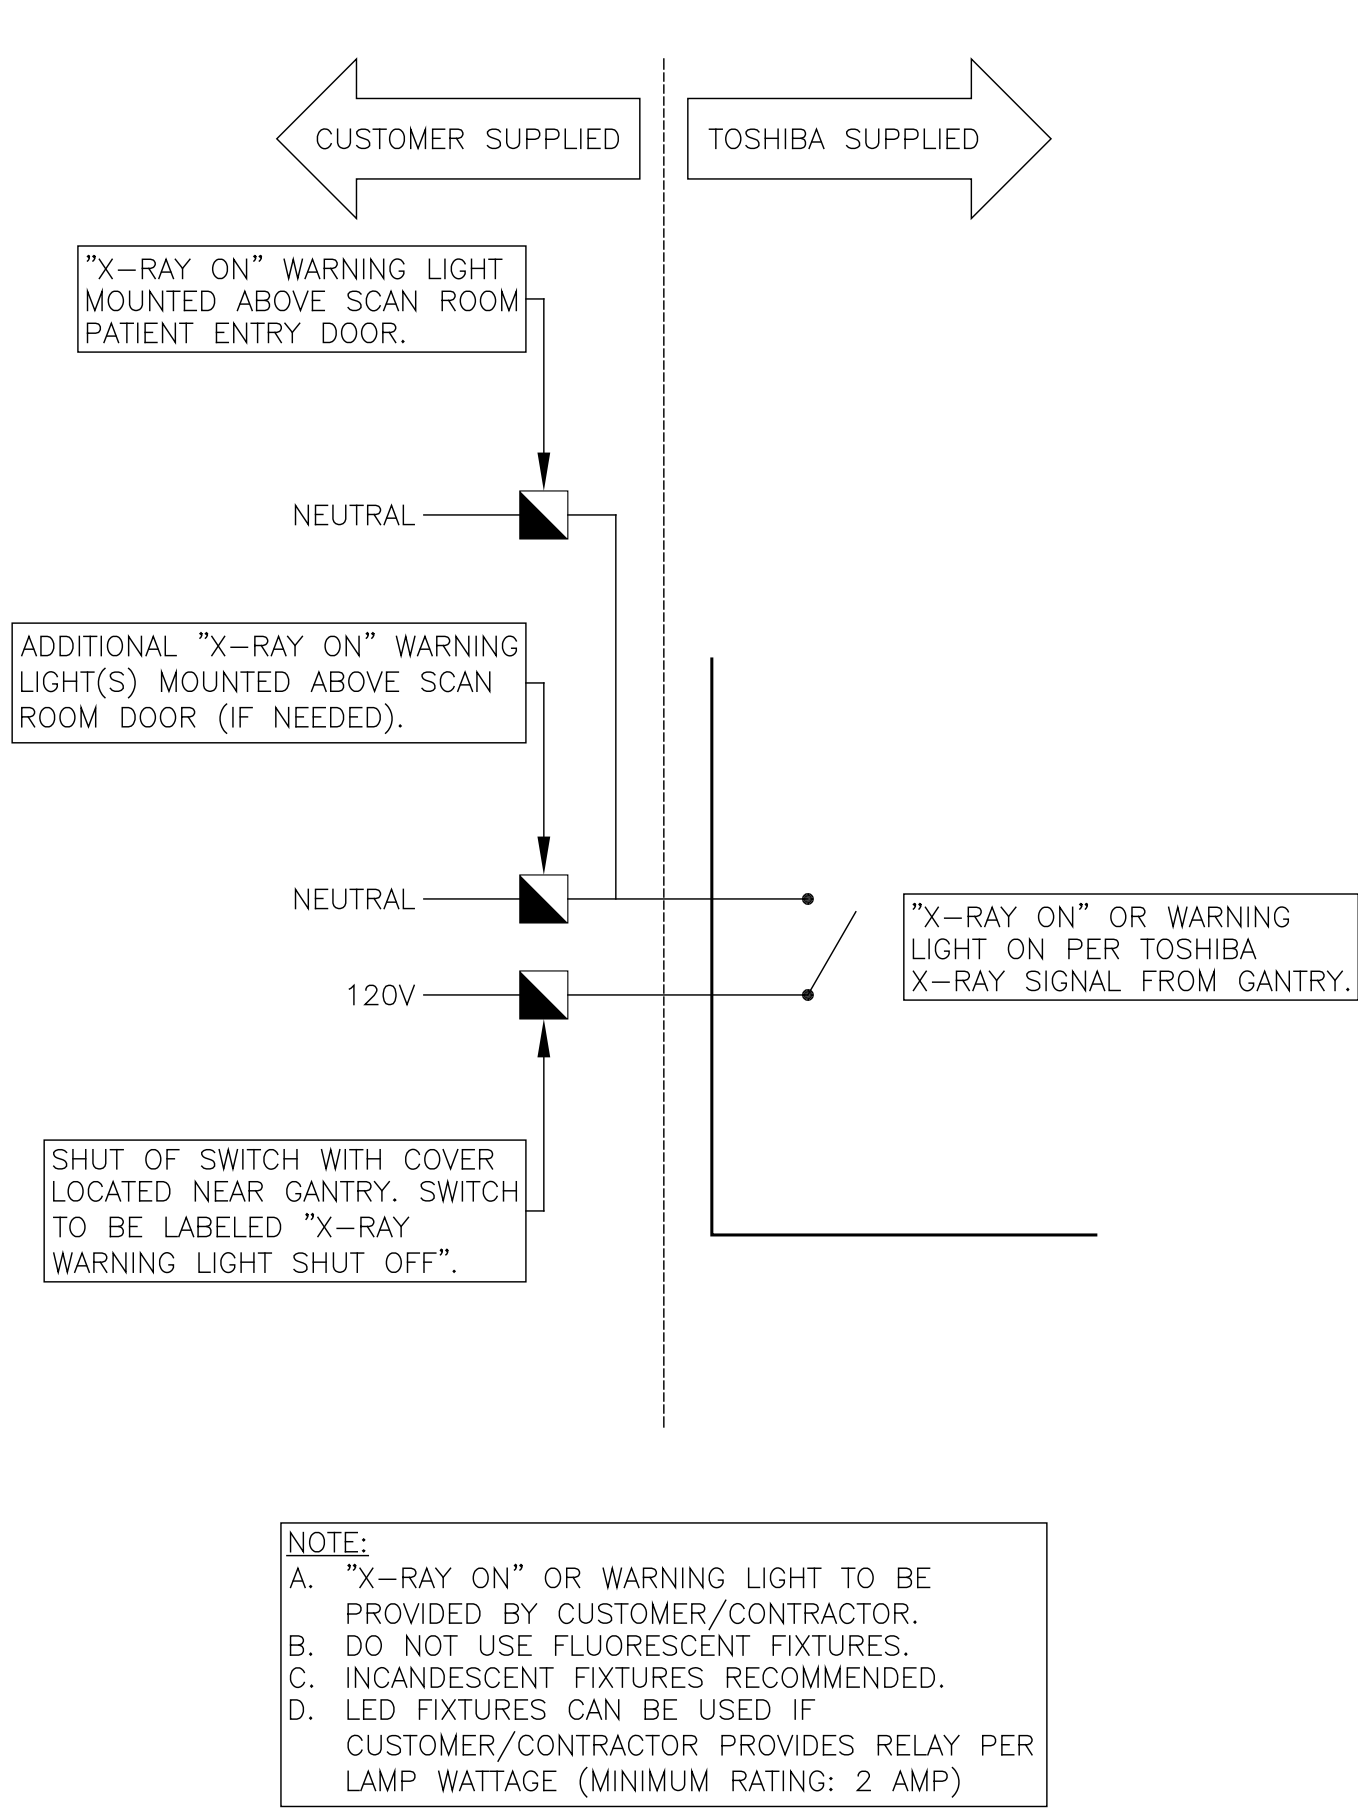 CUSTOMER SUPPLIED
TOSHIBA SUPPLIED
"X-RAY ON" WARNING LIGHT
MOUNTED ABOVE SCAN ROOM
PATIENT ENTRY DOOR.
NEUTRAL
ADDITIONAL "X-RAY ON" WARNING
LIGHT(S) MOUNTED ABOVE SCAN
ROOM DOOR (IF NEEDED).
NEUTRAL
"X-RAY ON" OR WARNING
LIGHT ON PER TOSHIBA
X-RAY SIGNAL FROM GANTRY.
120V
SHUT OF SWITCH WITH COVER
LOCATED NEAR GANTRY. SWITCH
TO BE LABELED "X-RAY
WARNING LIGHT SHUT OFF".
NOTE:
A. "X-RAY ON" OR WARNING LIGHT TO BE
PROVIDED BY CUSTOMER/CONTRACTOR.
B. DO NOT USE FLUORESCENT FIXTURES.
C. INCANDESCENT FIXTURES RECOMMENDED.
D. LED FIXTURES CAN BE USED IF
CUSTOMER/CONTRACTOR PROVIDES RELAY PER
LAMP WATTAGE (MINIMUM RATING: 2 AMP)